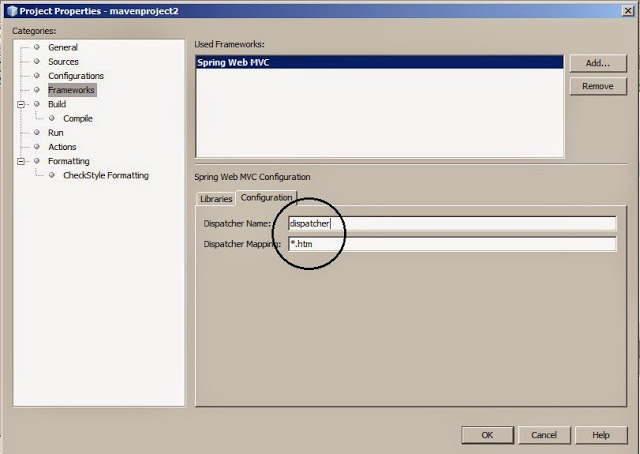 Project Properties - mavenproject2
Categories:
General
Sources
Configurations
Frameworks
Build
Compile
Run
Actions
Formatting
CheckStyle Formatting
Used Frameworks:
Spring Web MVC
Add...
Remove
Spring Web MVC Configuration
Libraries Configuration
Dispatcher Name: dispatcher
Dispatcher Mapping: *.htm
OK Cancel Help